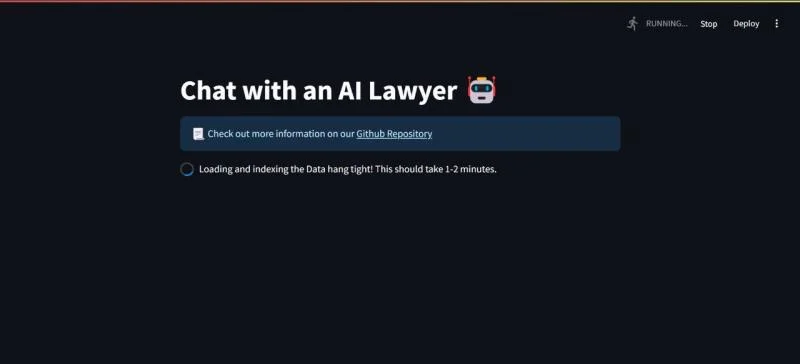 RUNNING... Stop Deploy
Chat with an AI Lawyer
Check out more information on our Github Repository
Loading and indexing the Data hang tight! This should take 1-2 minutes.